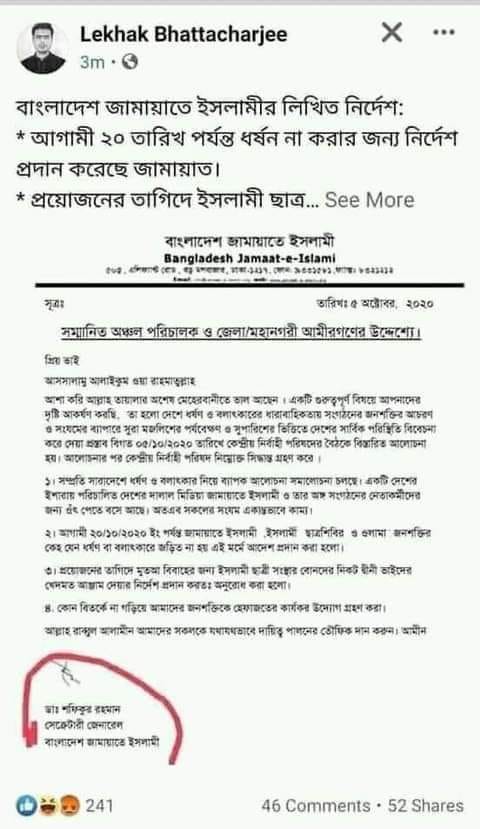 Lekhak Bhattacharjee
3m
বাংলাদেশ জামায়াতে ইসলামীর লিখিত নির্দেশ:
* আগামী ২০ তারিখ পর্যন্ত ধর্ষন না করার জন্য নির্দেশ
প্রদান করেছে জামায়াত।
* প্রয়োজনের তাগিদে ইসলামী ছাত্র... See More
বাংলাদেশ জামায়াতে ইসলামী
Bangladesh Jamaat-e-Islami
৫০৫, এলিফ্যান্ট রোড, বড় মগবাজার, ঢাকা-১২১৭, ফোন: ৯৩৩১৫৮১, ফ্যাক্স: ৮৩২১২১২
সূত্রঃ
তারিখঃ ৫ অক্টোবর, ২০২০
সম্মানিত অঞ্চল পরিচালক ও জেলা/মহানগরী আমীরগণের উদ্দেশ্যে।
প্রিয় ভাই
আসসালামু আলাইকুম ওয়া রাহমাতুল্লাহ
আশা করি আল্লাহ তায়ালার অশেষ মেহেরবানীতে ভাল আছেন । একটি গুরুত্বপূর্ণ বিষয়ে আপনাদের
দৃষ্টি আকর্ষণ করছি, তা হলো দেশে ধর্ষণ ও বলাৎকারের ধারাবাহিকতায় সংগঠনের জনশক্তির আচরণ
ও সংযমের ব্যাপারে সুরা মজলিশের পর্যবেক্ষণ ও সুপারিশের ভিত্তিতে দেশের সার্বিক পরিস্থিতি বিবেচনা
করে দেয়া প্রস্তাব বিগত ০৫/১০/২০২০ তারিখে কেন্দ্রীয় নির্বাহী পরিষদের বৈঠকে বিস্তারিত আলোচনা
হয়। আলোচনার পর কেন্দ্রীয় নির্বাহী পরিষদ নিম্নোক্ত সিদ্ধান্ত গ্রহণ করে ।
১। সম্প্রতি সারাদেশে ধর্ষণ ও বলাৎকার নিয়ে ব্যাপক আলোচনা সমালোচনা চলছে। একটি দেশের
ইশারায় পরিচালিত দেশের দালাল মিডিয়া জামায়াতে ইসলামী ও তার অঙ্গ সংগঠনের নেতাকর্মীদের
জন্য ওঁৎ পেতে বসে আছে। অতএব সকলের সংযম একান্তভাবে কাম্য।
২। আগামী ২০/১০/২০২০ ইং পর্যন্ত জামায়াতে ইসলামী ,ইসলামী ছাত্রশিবির ও ওলামা জনশক্তির
কেহ যেন ধর্ষণ বা বলাৎকারে জড়িত না হয় এই মর্মে আদেশ প্রদান করা হলো।
৩। প্রয়োজনের তাগিদে মুতআ বিবাহের জন্য ইসলামী ছাত্রী সংস্থার বোনদের নিকট দ্বীনী ভাইদের
খেদমত আঞ্জাম দেয়ার নির্দেশ প্রদান করতঃ অনুরোধ করা হলো।
৪. কোন বিতর্কে না গড়িয়ে আমাদের জনশক্তিকে হেফাজতের কার্যকর উদ্যোগ গ্রহণ করা।
আল্লাহ রাব্বুল আলামীন আমাদের সকলকে যথাযথভাবে দায়িত্ব পালনের তৌফিক দান করুন। আমীন
ডাঃ শফিকুর রহমান
সেক্রেটারী জেনারেল
বাংলাদেশ জামায়াতে ইসলামী
241
46 Comments • 52 Shares